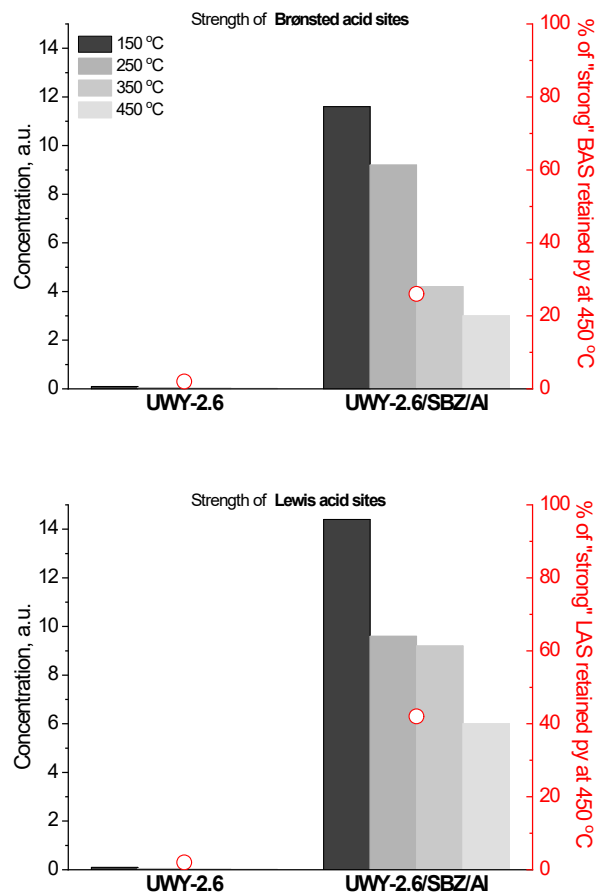 Strength of Brønsted acid sites
150 °C
250 °C
350 °C
450 °C
Concentration, a.u.
14
12
10
8
6
4
2
0
100
80
60
40
20
0
% of "strong" BAS retained py at 450 °C
UWY-2.6
UWY-2.6/SBZ/Al
Strength of Lewis acid sites
Concentration, a.u.
14
12
10
8
6
4
2
0
100
80
60
40
20
0
% of "strong" LAS retained py at 450 °C
UWY-2.6
UWY-2.6/SBZ/Al